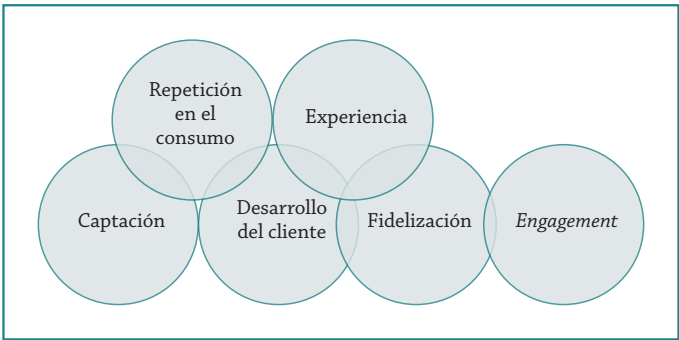 Repetición
en el
consumo
Experiencia
Captación
Desarrollo
del cliente
Fidelización
Engagement